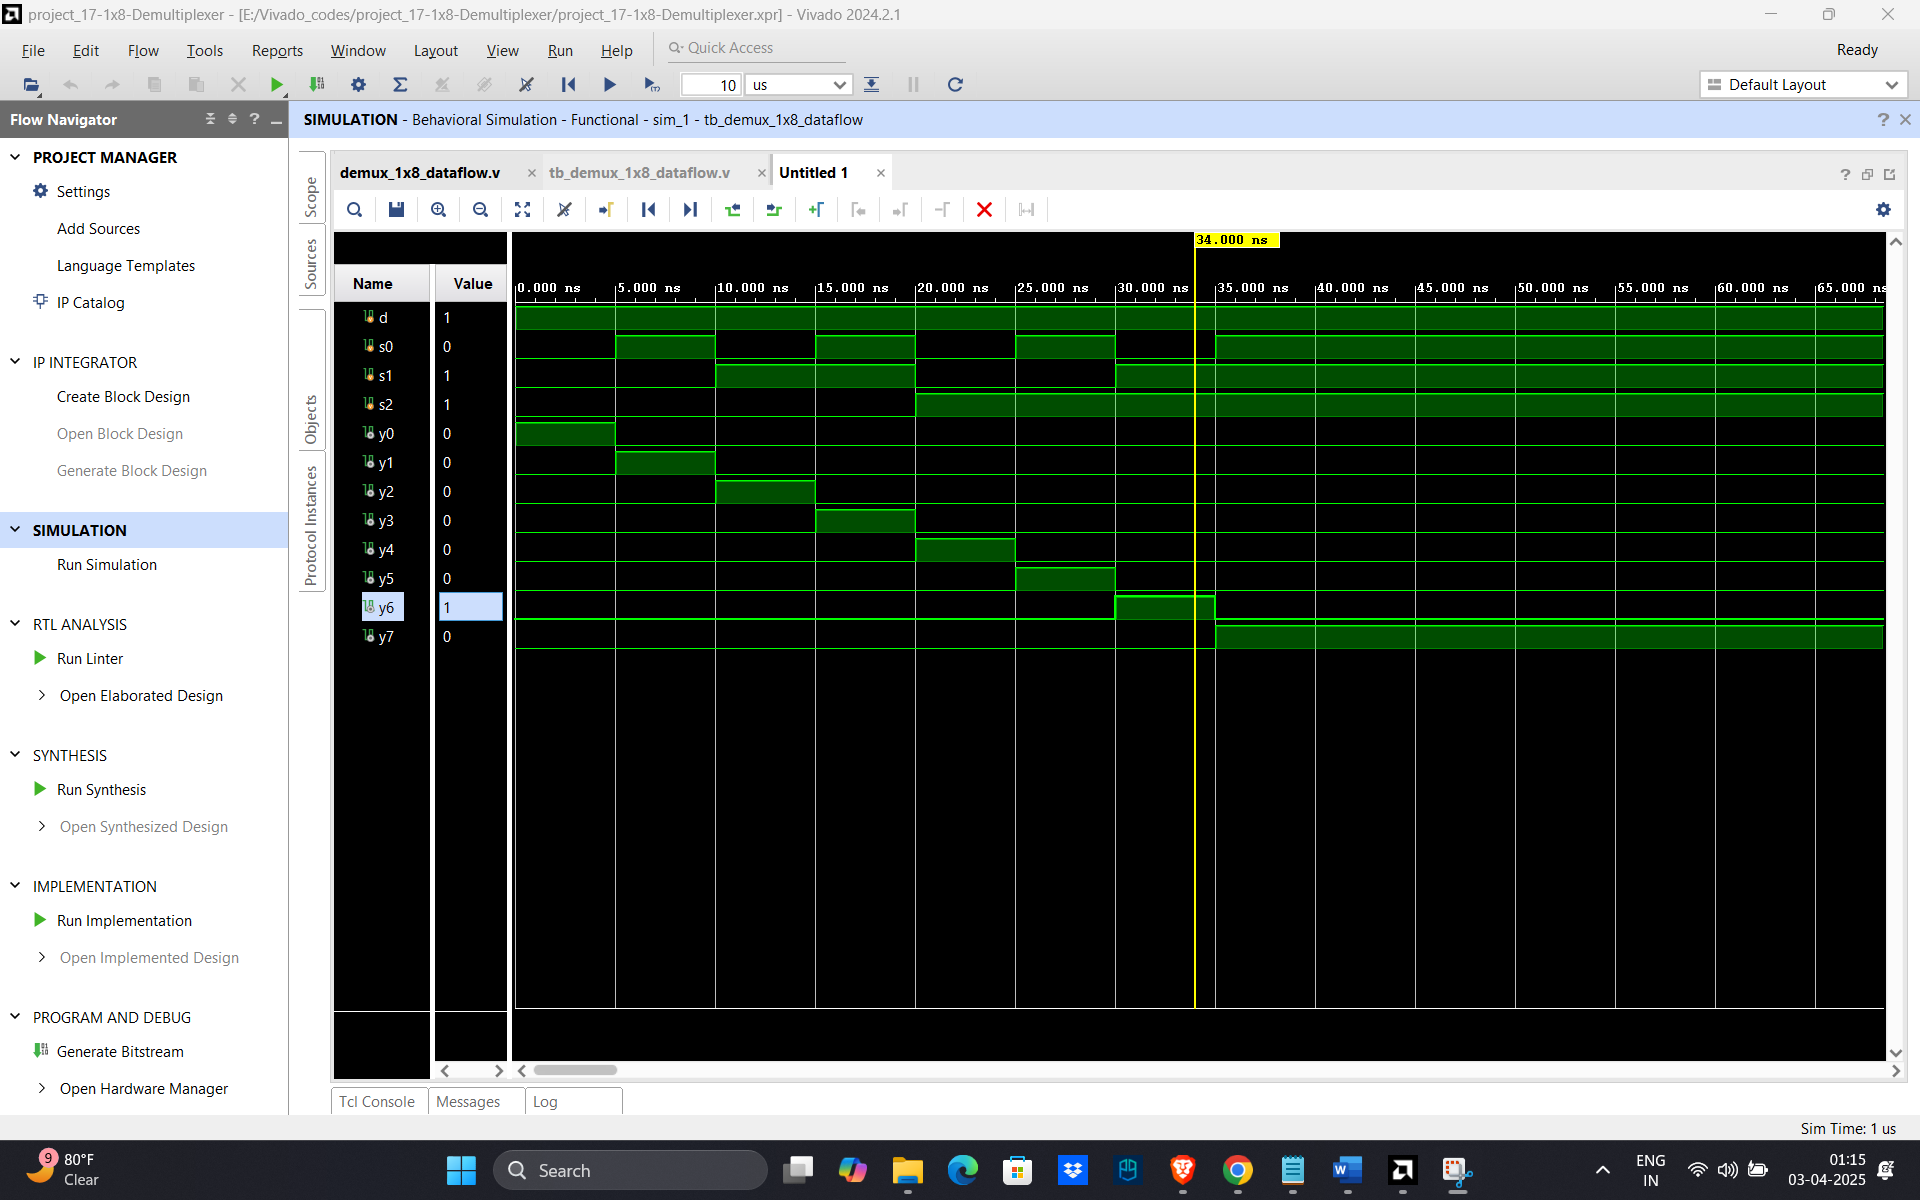 project_17-1x8-Demultiplexer - [E:/Vivado_codes/project_17-1x8-Demultiplexer/project_17-1x8-Demultiplexer.xpr] - Vivado 2024.2.1
File Edit Flow Tools Reports Window Layout View Run Help Quick Access Ready
10 us Default Layout
Flow Navigator
SIMULATION - Behavioral Simulation - Functional - sim_1 - tb_demux_1x8_dataflow
PROJECT MANAGER
Settings
Add Sources
Language Templates
IP Catalog
IP INTEGRATOR
Create Block Design
Open Block Design
Generate Block Design
SIMULATION
Run Simulation
RTL ANALYSIS
Run Linter
Open Elaborated Design
SYNTHESIS
Run Synthesis
Open Synthesized Design
IMPLEMENTATION
Run Implementation
Open Implemented Design
PROGRAM AND DEBUG
Generate Bitstream
Open Hardware Manager
Scope
Sources
Objects
Protocol Instances
demux_1x8_dataflow.v tb_demux_1x8_dataflow.v Untitled 1
34.000 ns
Name Value
0.000 ns 5.000 ns 10.000 ns 15.000 ns 20.000 ns 25.000 ns 30.000 ns 35.000 ns 40.000 ns 45.000 ns 50.000 ns 55.000 ns 60.000 ns 65.000 ns
d 1
s0 0
s1 1
s2 1
y0 0
y1 0
y2 0
y3 0
y4 0
y5 0
y6 1
y7 0
Tcl Console Messages Log
Sim Time: 1 us
9
80°F
Clear
Search
ENG
IN
01:15
03-04-2025